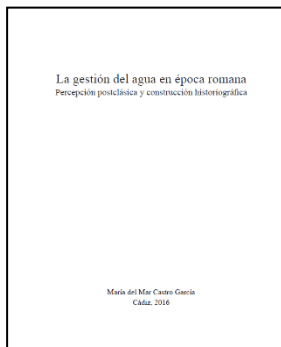 La gestión del agua en época romana
Percepción postclásica y construcción historiográfica
María del Mar Castro García
Cádiz, 2016